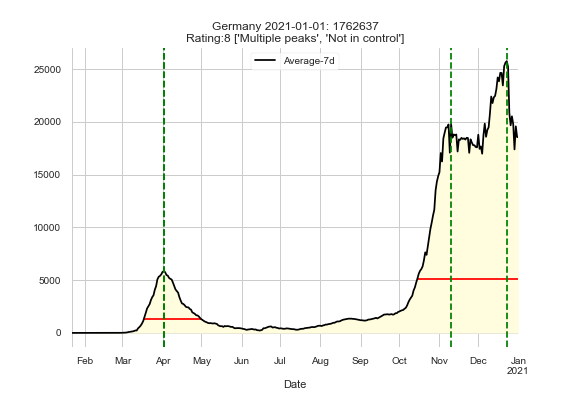 Germany 2021-01-01: 1762637
Rating:8 ['Multiple peaks', 'Not in control']
Average-7d
25000
20000
15000
10000
5000
0
Feb Mar Apr May Jun Jul Aug Sep Oct Nov Dec Jan
2021
Date